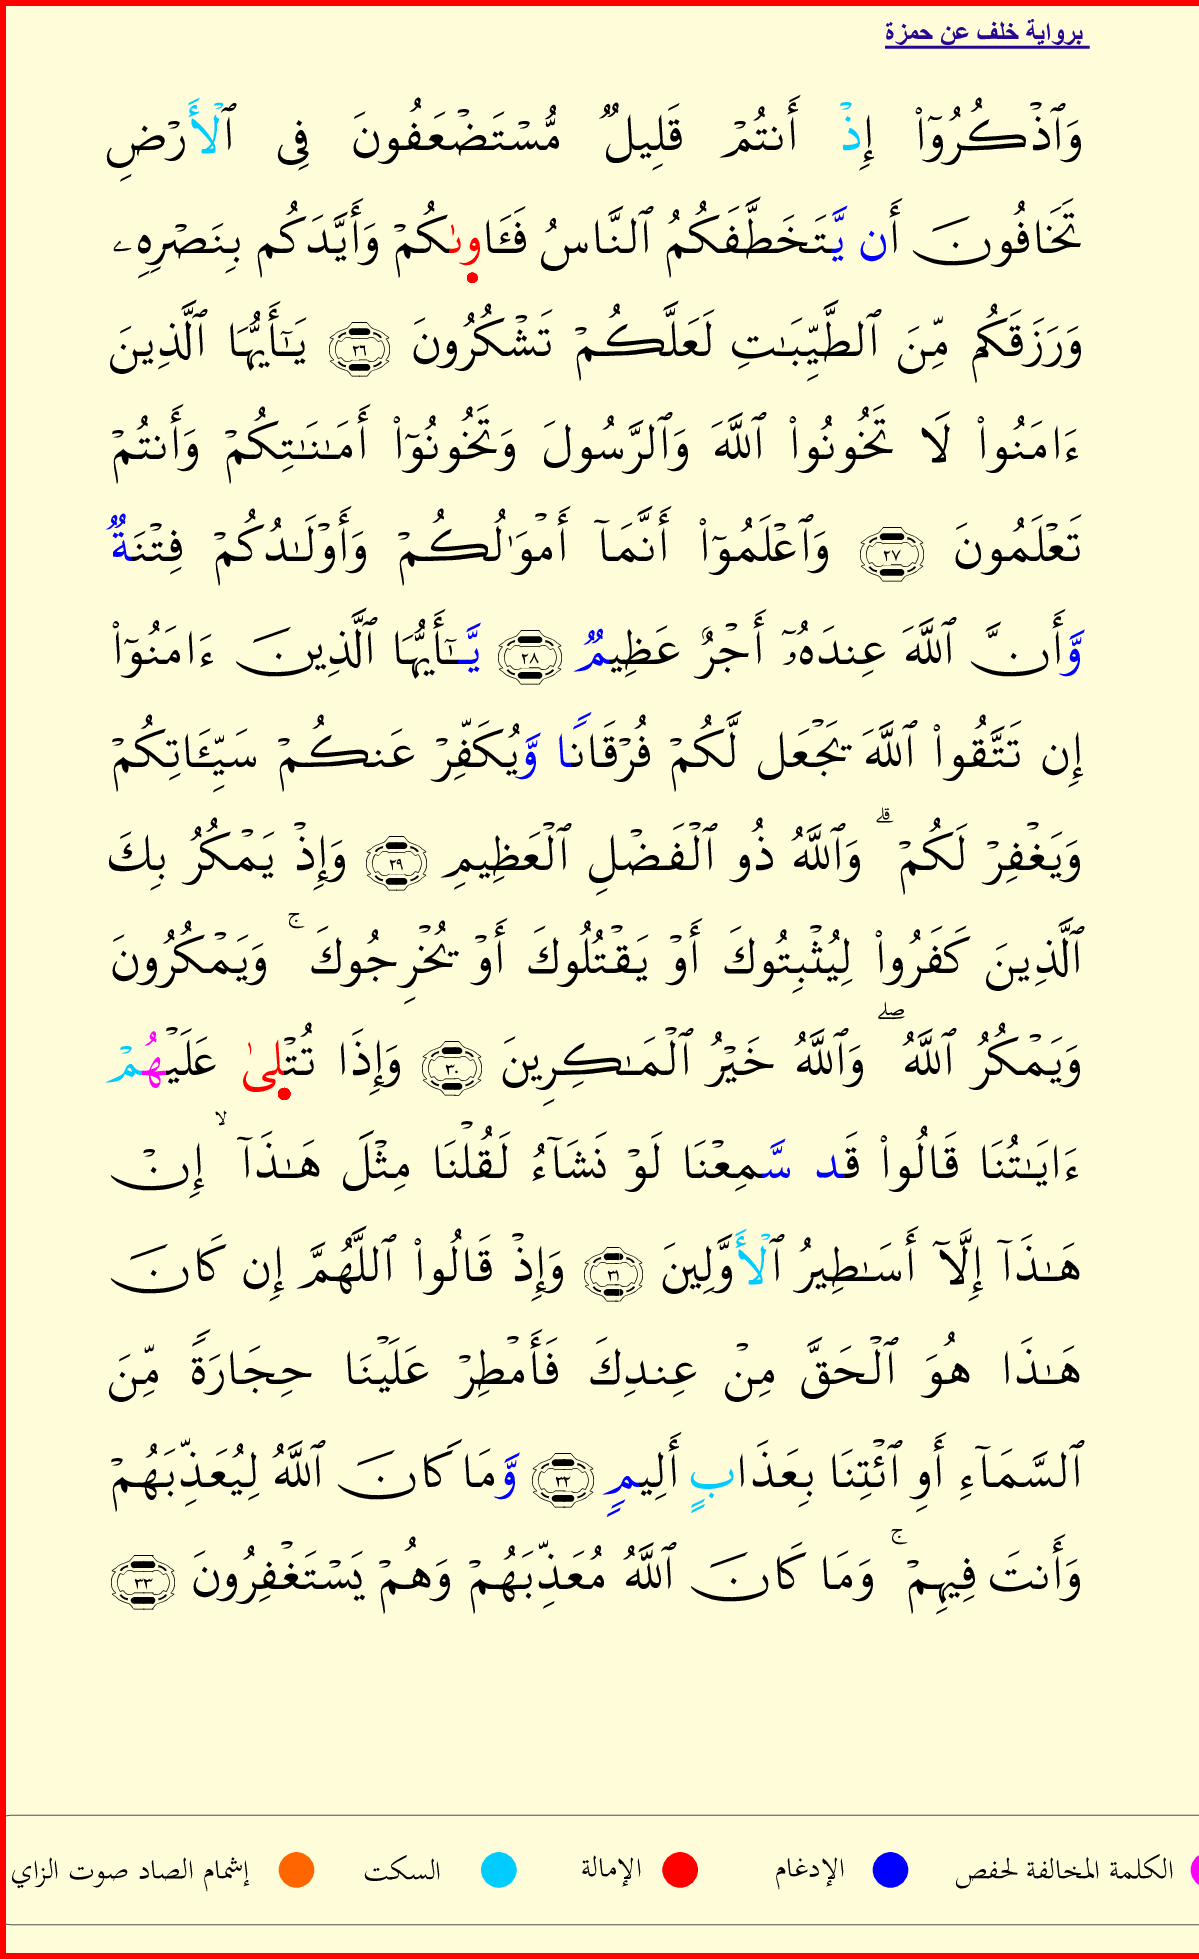 برواية خلف عن حمزة
وَٱذۡكُرُوٓاْ إِذۡ أَنتُمۡ قَلِيلٌ مُّسۡتَضۡعَفُونَ فِى ٱلۡأَرۡضِ
تَخَافُونَ أَن يَّتَخَطَّفَكُمُ ٱلنَّاسُ فَـَٔاوىٰكُمۡ وَأَيَّدَكُم بِنَصۡرِهِۦ
وَرَزَقَكُم مِّنَ ٱلطَّيِّبَـٰتِ لَعَلَّكُمۡ تَشۡكُرُونَ ٢٦ يَـٰٓأَيُّهَا ٱلَّذِينَ
ءَامَنُواْ لَا تَخُونُواْ ٱللَّهَ وَٱلرَّسُولَ وَتَخُونُوٓاْ أَمَـٰنَـٰتِكُمۡ وَأَنتُمۡ
تَعۡلَمُونَ ٢٧ وَٱعۡلَمُوٓاْ أَنَّمَآ أَمۡوَٰلُكُمۡ وَأَوۡلَـٰدُكُمۡ فِتۡنَةٌ
وَّأَنَّ ٱللَّهَ عِندَهُۥٓ أَجۡرٌ عَظِيمٌ ٢٨ يَّـٰٓأَيُّهَا ٱلَّذِينَ ءَامَنُوٓاْ
إِن تَتَّقُواْ ٱللَّهَ يَجۡعَل لَّكُمۡ فُرۡقَانًا وَّيُكَفِّرۡ عَنكُمۡ سَيِّـَٔاتِكُمۡ
وَيَغۡفِرۡ لَكُمۡۗ وَٱللَّهُ ذُو ٱلۡفَضۡلِ ٱلۡعَظِيمِ ٢٩ وَإِذۡ يَمۡكُرُ بِكَ
ٱلَّذِينَ كَفَرُواْ لِيُثۡبِتُوكَ أَوۡ يَقۡتُلُوكَ أَوۡ يُخۡرِجُوكَۚ وَيَمۡكُرُونَ
وَيَمۡكُرُ ٱللَّهُۖ وَٱللَّهُ خَيۡرُ ٱلۡمَـٰكِرِينَ ٣٠ وَإِذَا تُتۡلىٰ عَلَيۡهُمۡ
ءَايَـٰتُنَا قَالُواْ قَد سَّمِعۡنَا لَوۡ نَشَآءُ لَقُلۡنَا مِثۡلَ هَـٰذَآۙ إِنۡ
هَـٰذَآ إِلَّآ أَسَـٰطِيرُ ٱلۡأَوَّلِينَ ٣١ وَإِذۡ قَالُواْ ٱللَّهُمَّ إِن كَانَ
هَـٰذَا هُوَ ٱلۡحَقَّ مِنۡ عِندِكَ فَأَمۡطِرۡ عَلَيۡنَا حِجَارَةً مِّنَ
ٱلسَّمَآءِ أَوِ ٱئۡتِنَا بِعَذَابٍ أَلِيمٍ ٣٢ وَّمَا كَانَ ٱللَّهُ لِيُعَذِّبَهُمۡ
وَأَنتَ فِيهِمۡۚ وَمَا كَانَ ٱللَّهُ مُعَذِّبَهُمۡ وَهُمۡ يَسۡتَغۡفِرُونَ ٣٣
الكلمة المخالفة لحفص الإدغام الإمالة السكت إشمام الصاد صوت الزاي